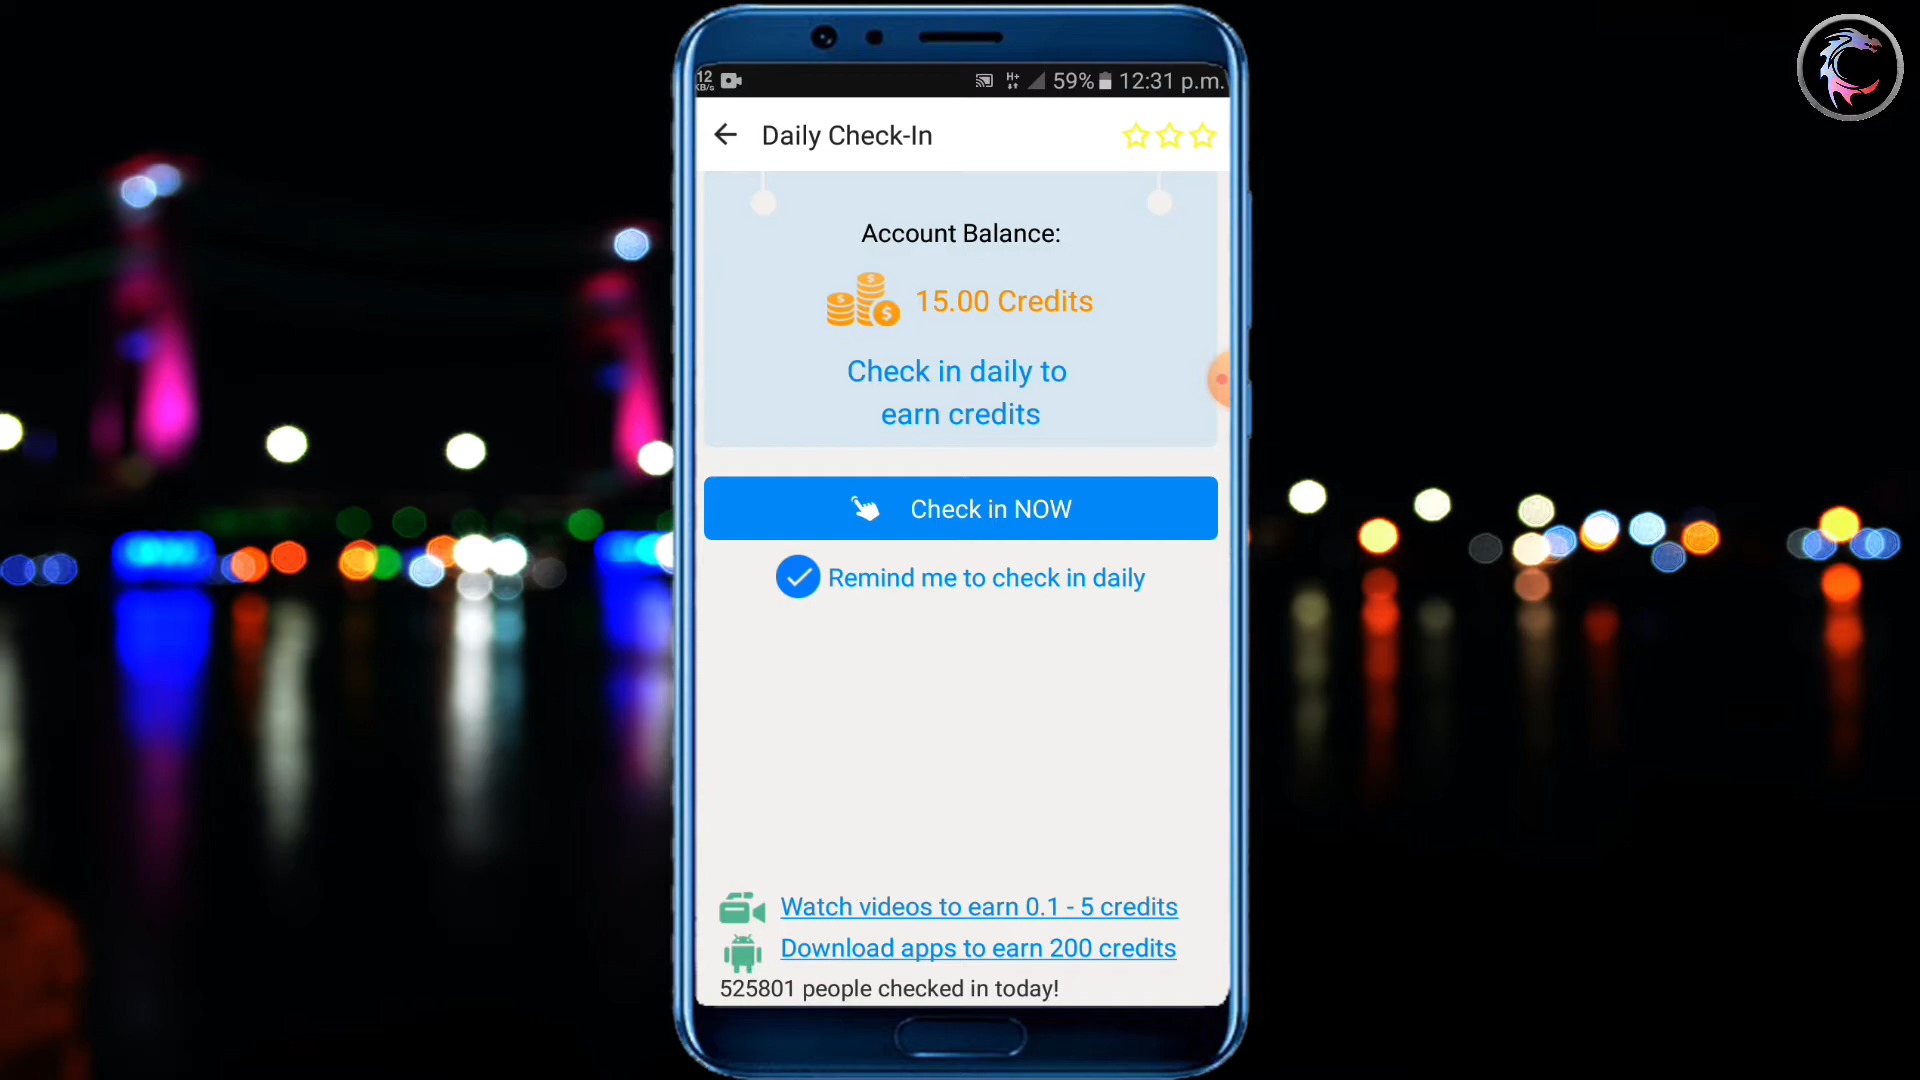 12
KB/s
H+
59%
12:31 p.m.
Daily Check-In
Account Balance:
15.00 Credits
Check in daily to
earn credits
Check in NOW
Remind me to check in daily
Watch videos to earn 0.1 - 5 credits
Download apps to earn 200 credits
525801 people checked in today!